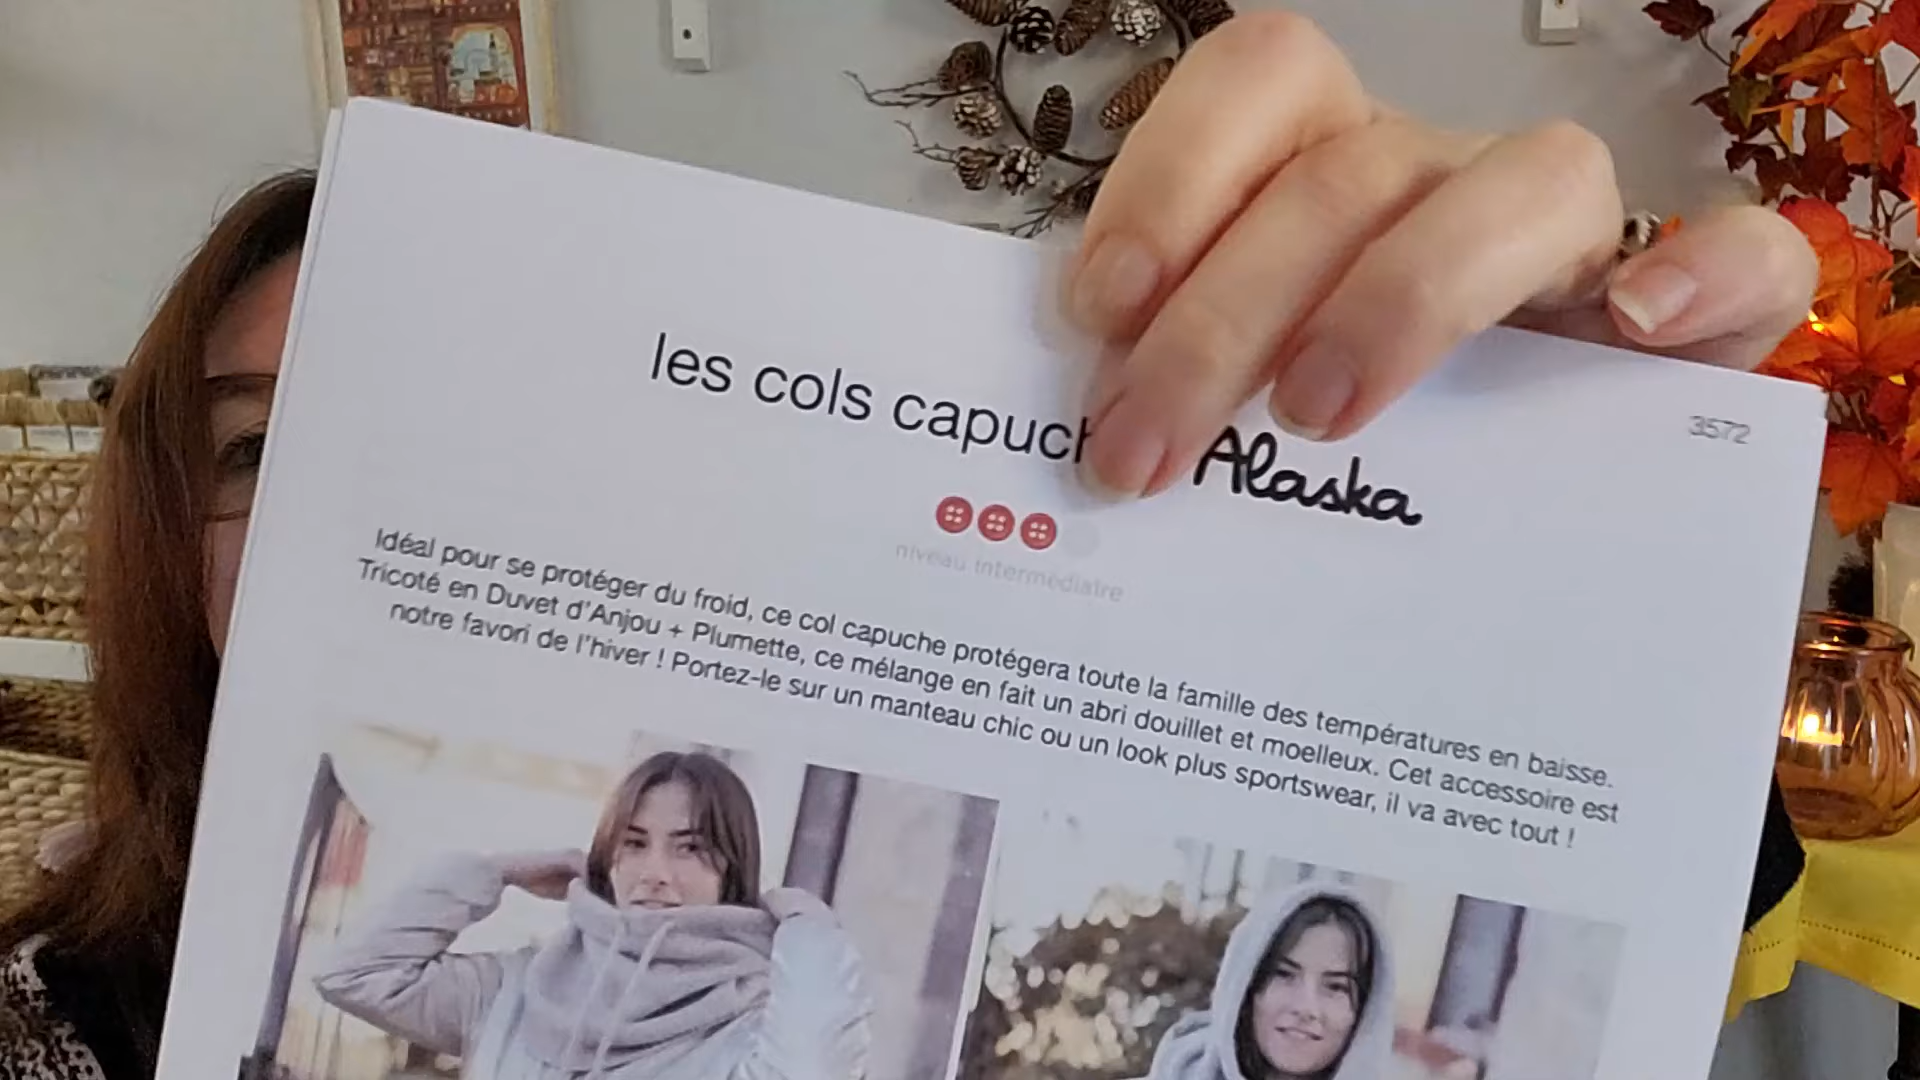 3572
les cols capuch Alaska
niveau intermédiaire
Idéal pour se protéger du froid, ce col capuche protégera toute la famille des températures en baisse.
Tricoté en Duvet d'Anjou + Plumette, ce mélange en fait un abri douillet et moelleux. Cet accessoire est
notre favori de l'hiver ! Portez-le sur un manteau chic ou un look plus sportswear, il va avec tout !